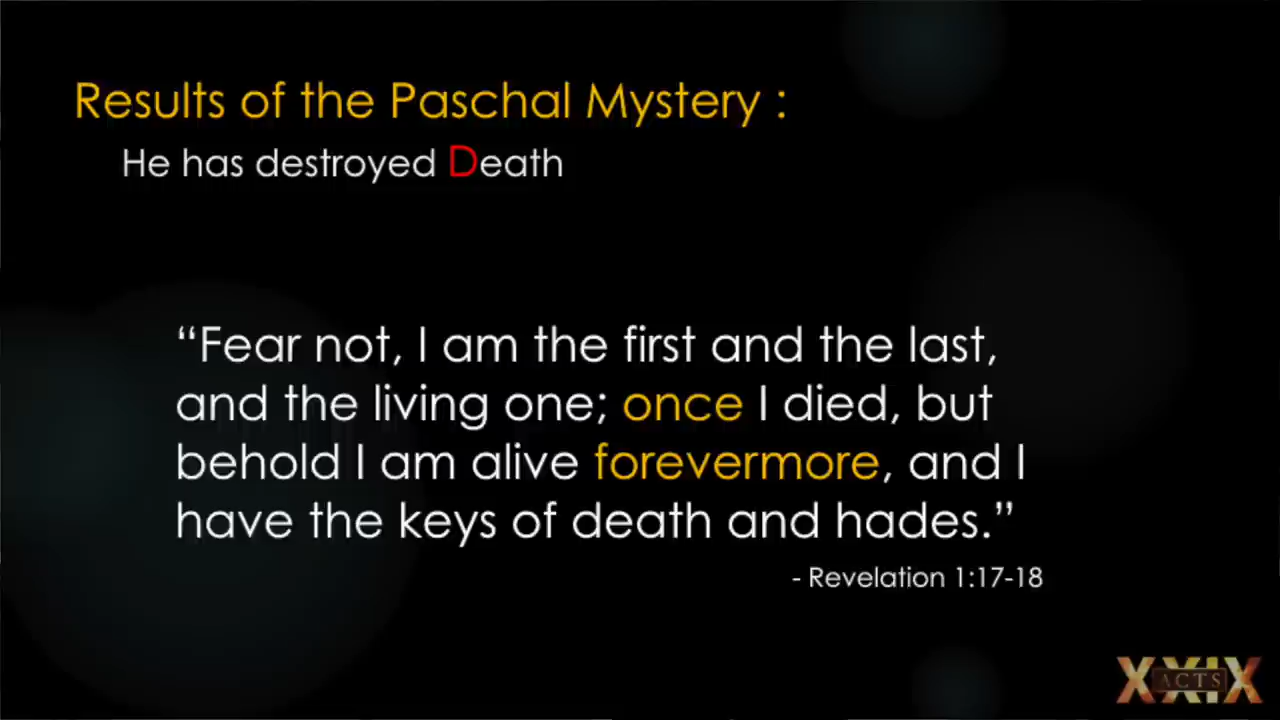 Results of the Paschal Mystery :
He has destroyed Death
“Fear not, I am the first and the last,
and the living one; once I died, but
behold I am alive forevermore, and I
have the keys of death and hades.”
- Revelation 1:17-18
XXIX
ACTS